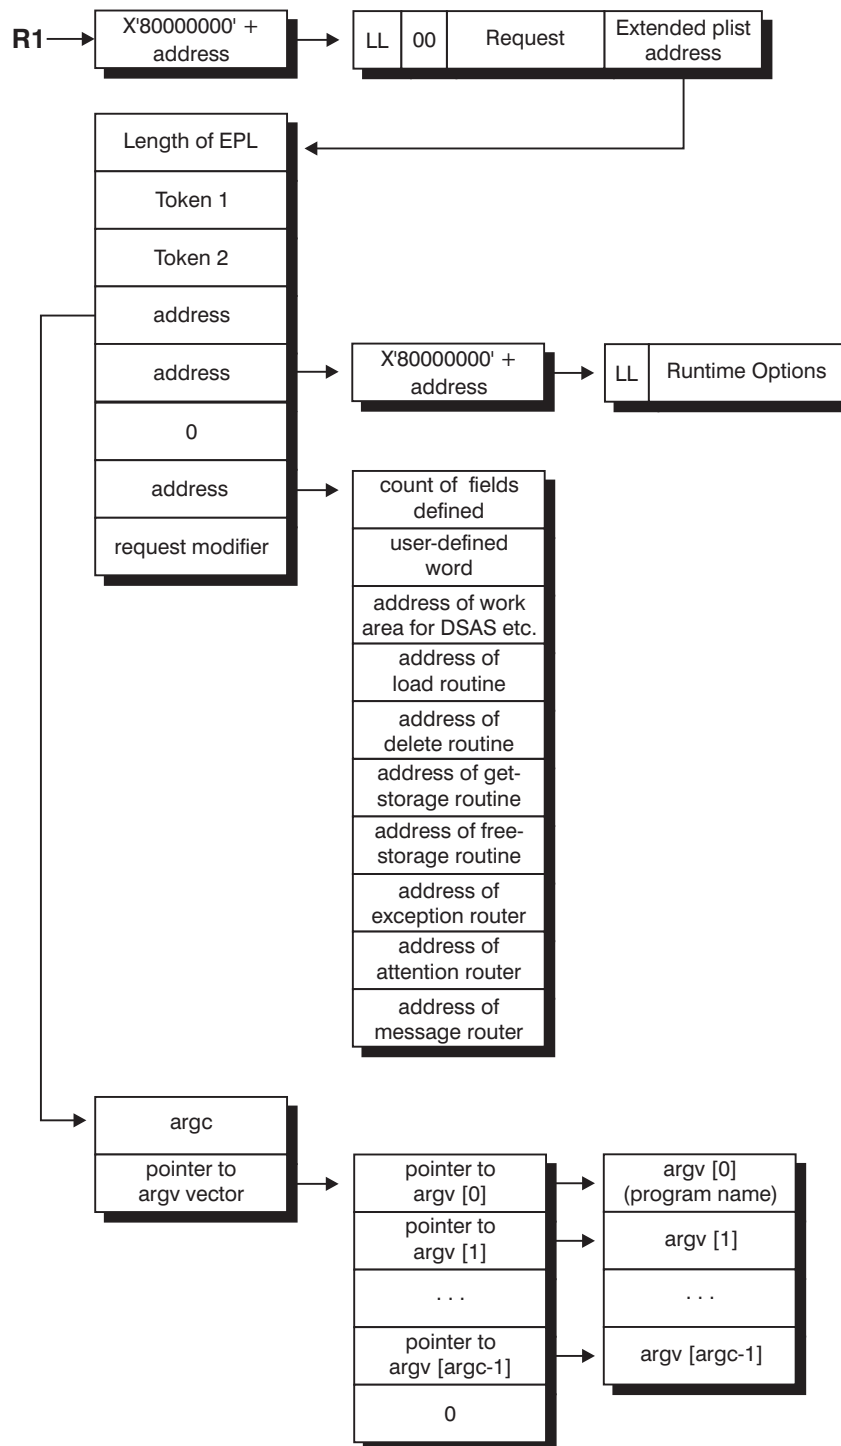 R1
X'80000000' +
address
LL
00
Request
Extended plist
address
Length of EPL
Token 1
Token 2
address
address
0
address
request modifier
X'80000000' +
address
LL
Runtime Options
count of fields
defined
user-defined
word
address of work
area for DSAS etc.
address of
load routine
address of
delete routine
address of get-
storage routine
address of free-
storage routine
address of
exception router
address of
attention router
address of
message router
argc
pointer to
argv vector
pointer to
argv [0]
pointer to
argv [1]
. . .
pointer to
argv [argc-1]
0
argv [0]
(program name)
argv [1]
. . .
argv [argc-1]